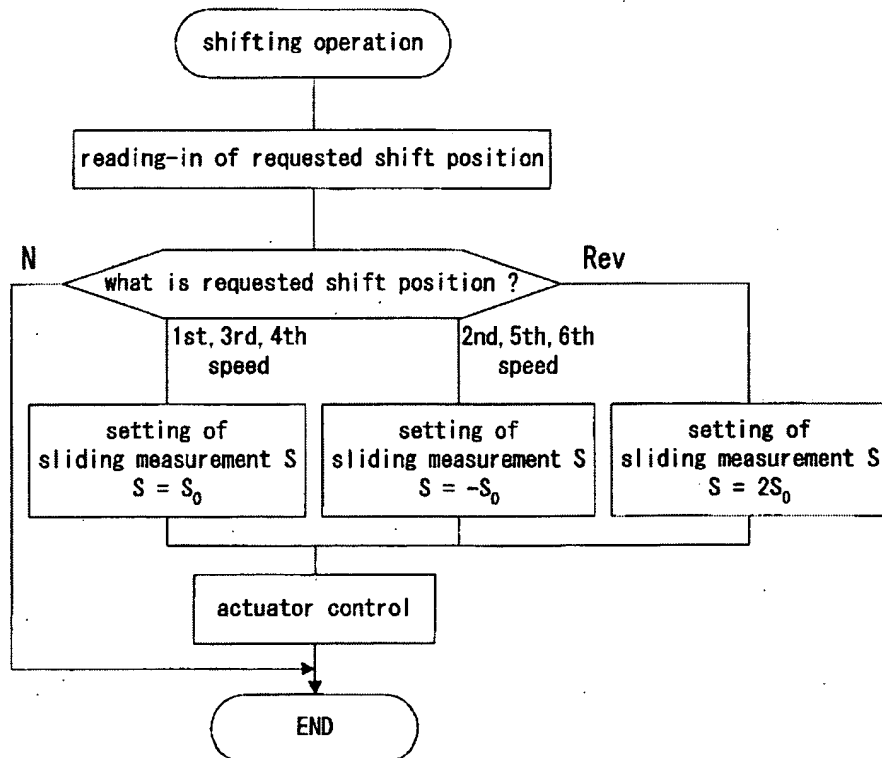 shifting operation
reading-in of requested shift position
N
Rev
what is requested shift position ?
1st, 3rd, 4th
speed
2nd, 5th, 6th
speed
setting of
sliding measurement S
S = S₀
setting of
sliding measurement S
S = -S₀
setting of
sliding measurement S
S = 2S₀
actuator control
END